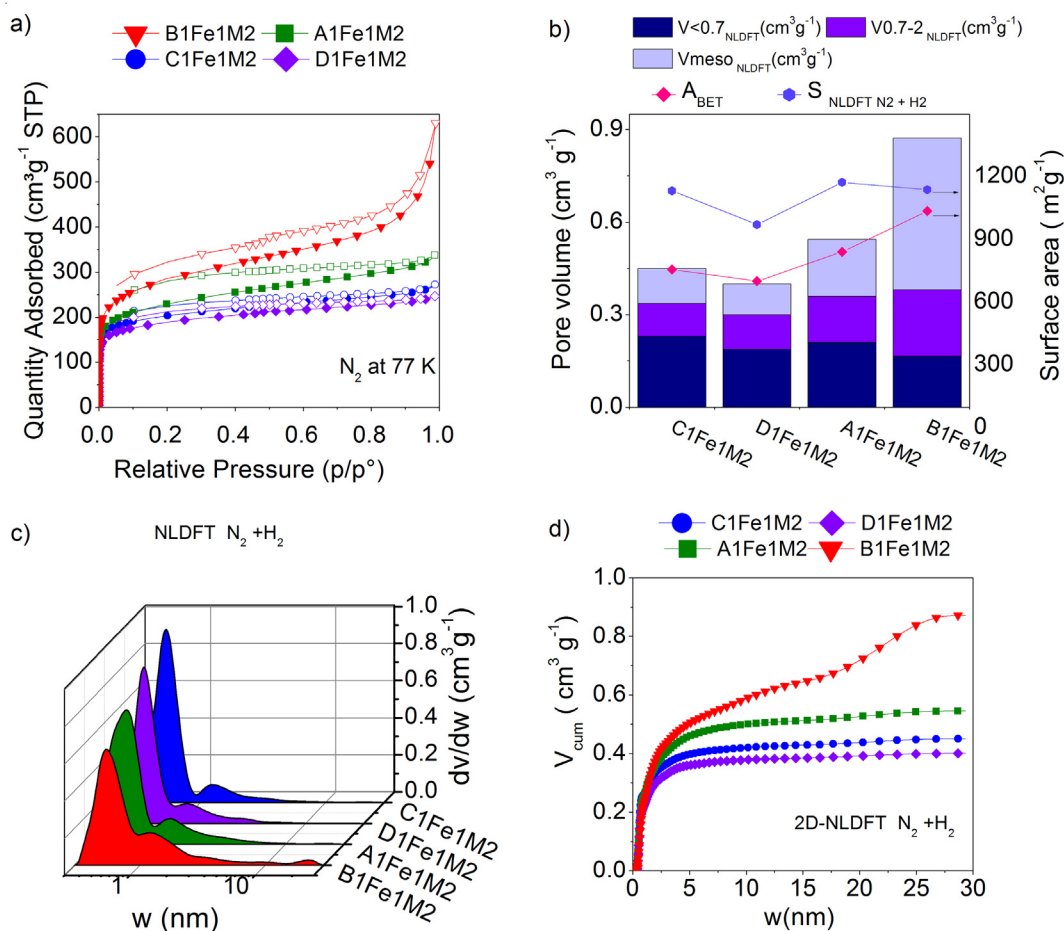 a)
B1Fe1M2 A1Fe1M2
C1Fe1M2 D1Fe1M2
Quantity Adsorbed (cm³g⁻¹ STP)
600
500
400
300
200
100
0
N₂ at 77 K
0.0 0.2 0.4 0.6 0.8 1.0
Relative Pressure (p/p°)
b)
V<0.7NLDFT(cm³g⁻¹) V0.7-2NLDFT(cm³g⁻¹)
VmesoNLDFT(cm³g⁻¹)
ABET SNLDFT N2 + H2
Pore volume (cm³ g⁻¹)
0.9
0.6
0.3
0.0
1200
900
600
300
0
Surface area ( m²g⁻¹)
C1Fe1M2 D1Fe1M2 A1Fe1M2 B1Fe1M2
c)
NLDFT N₂ +H₂
1.0
0.8
0.6
0.4
0.2
0.0
dv/dw (cm³g⁻¹)
C1Fe1M2
D1Fe1M2
A1Fe1M2
B1Fe1M2
1 10
w (nm)
d)
C1Fe1M2 D1Fe1M2
A1Fe1M2 B1Fe1M2
Vcum ( cm³ g⁻¹)
1.0
0.8
0.6
0.4
0.2
0.0
2D-NLDFT N₂ +H₂
0 5 10 15 20 25 30
w(nm)